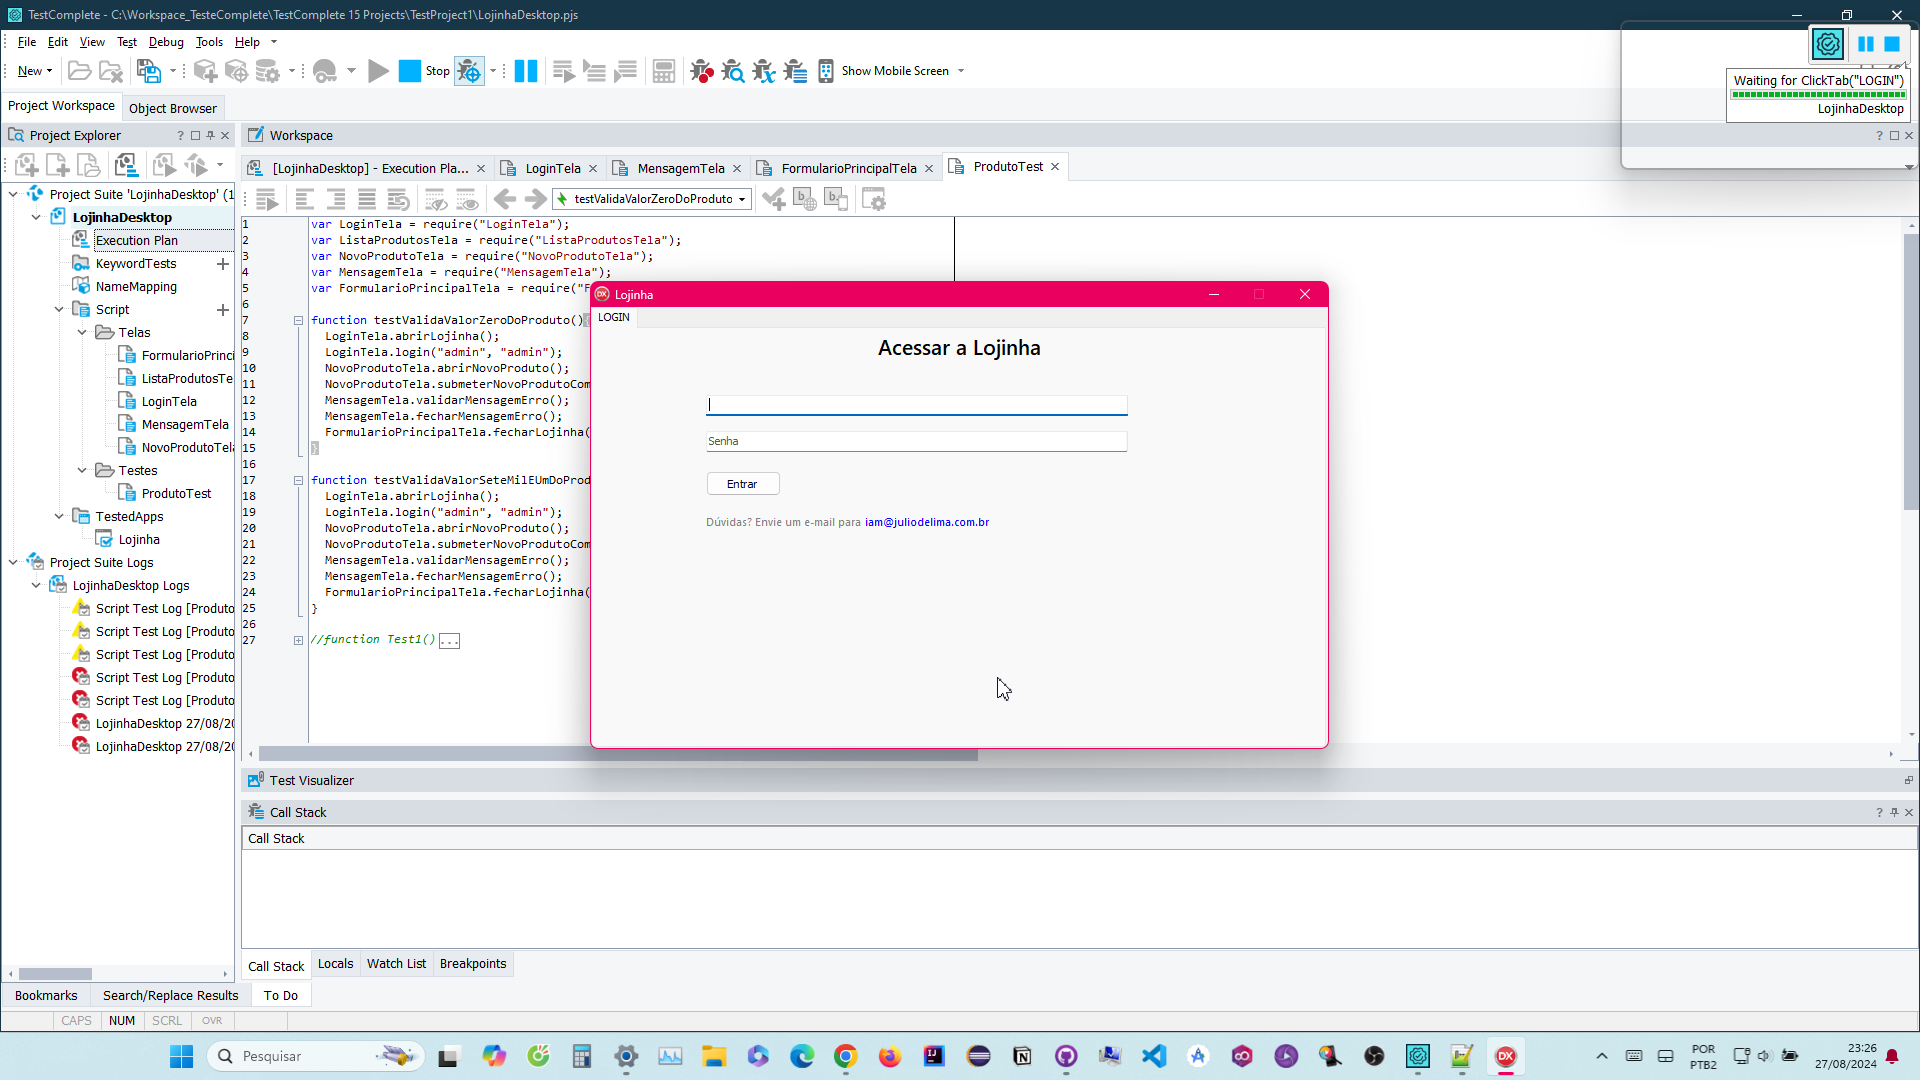 TestComplete - C:\Workspace_TesteComplete\TestComplete 15 Projects\TestProject1\LojinhaDesktop.pjs
File Edit View Test Debug Tools Help
New Stop Show Mobile Screen
Waiting for ClickTab("LOGIN")
LojinhaDesktop
Project Workspace Object Browser
Project Explorer
Workspace
[LojinhaDesktop] - Execution Pla... LoginTela MensagemTela FormularioPrincipalTela ProdutoTest
testValidaValorZeroDoProduto
Project Suite 'LojinhaDesktop' (1
LojinhaDesktop
Execution Plan
KeywordTests
NameMapping
Script
Telas
FormularioPrinci
ListaProdutosTe
LoginTela
MensagemTela
NovoProdutoTela
Testes
ProdutoTest
TestedApps
Lojinha
Project Suite Logs
LojinhaDesktop Logs
Script Test Log [Produto
Script Test Log [Produto
Script Test Log [Produto
Script Test Log [Produto
Script Test Log [Produto
LojinhaDesktop 27/08/20
LojinhaDesktop 27/08/20
1 var LoginTela = require("LoginTela");
2 var ListaProdutosTela = require("ListaProdutosTela");
3 var NovoProdutoTela = require("NovoProdutoTela");
4 var MensagemTela = require("MensagemTela");
5 var FormularioPrincipalTela = require("F
6
7 function testValidaValorZeroDoProduto(){
8 LoginTela.abrirLojinha();
9 LoginTela.login("admin", "admin");
10 NovoProdutoTela.abrirNovoProduto();
11 NovoProdutoTela.submeterNovoProdutoCom
12 MensagemTela.validarMensagemErro();
13 MensagemTela.fecharMensagemErro();
14 FormularioPrincipalTela.fecharLojinha(
15 }
16
17 function testValidaValorSeteMilEUmDoProd
18 LoginTela.abrirLojinha();
19 LoginTela.login("admin", "admin");
20 NovoProdutoTela.abrirNovoProduto();
21 NovoProdutoTela.submeterNovoProdutoCom
22 MensagemTela.validarMensagemErro();
23 MensagemTela.fecharMensagemErro();
24 FormularioPrincipalTela.fecharLojinha(
25 }
26
27 //function Test1() ...
DX Lojinha
LOGIN
Acessar a Lojinha
Senha
Entrar
Dúvidas? Envie um e-mail para iam@juliodelima.com.br
Test Visualizer
Call Stack
Call Stack
Call Stack Locals Watch List Breakpoints
Bookmarks Search/Replace Results To Do
CAPS NUM SCRL OVR
Pesquisar
DX
POR
PTB2
23:26
27/08/2024